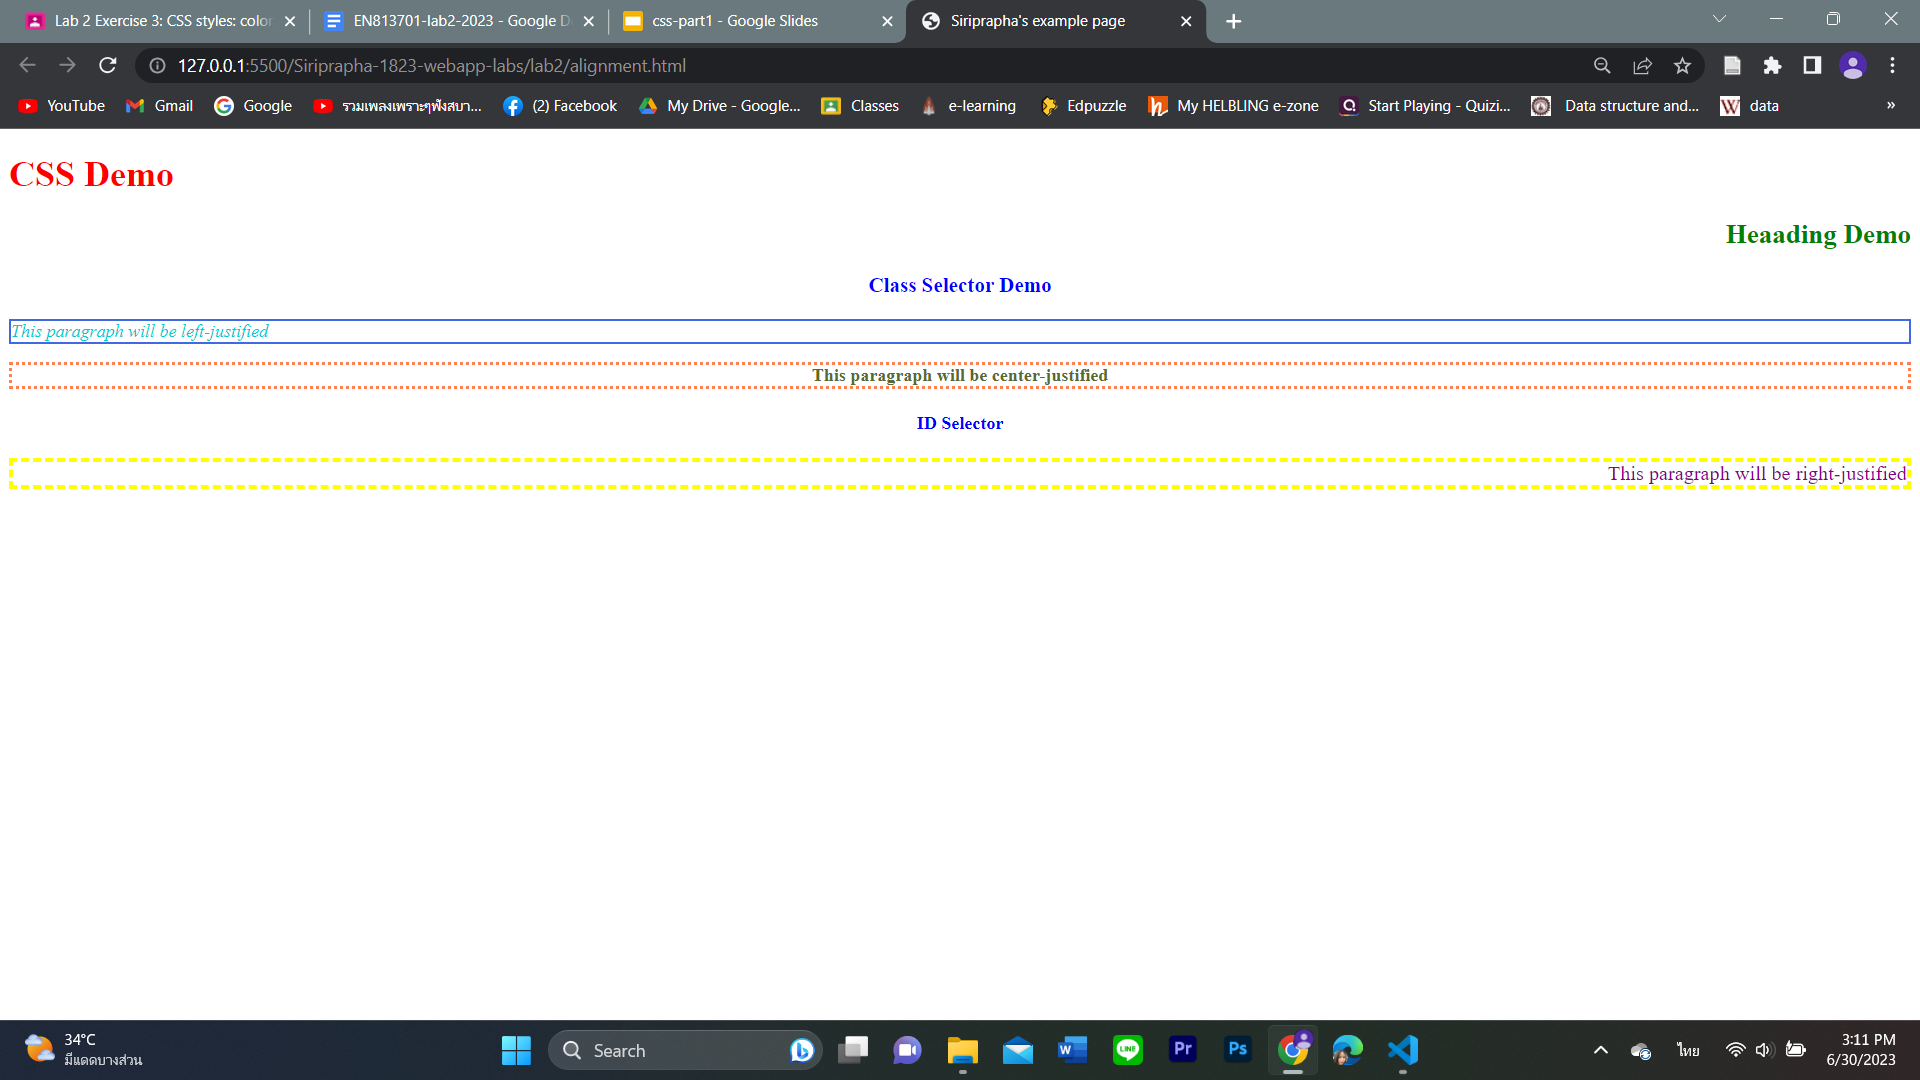 Lab 2 Exercise 3: CSS styles: color
EN813701-lab2-2023 - Google D
css-part1 - Google Slides
Siriprapha's example page
127.0.0.1:5500/Siriprapha-1823-webapp-labs/lab2/alignment.html
YouTube
Gmail
Google
รวมเพลงเพราะๆฟังสบา...
(2) Facebook
My Drive - Google...
Classes
e-learning
Edpuzzle
My HELBLING e-zone
Start Playing - Quizi...
Data structure and...
W data
»
CSS Demo
Heaading Demo
Class Selector Demo
This paragraph will be left-justified
This paragraph will be center-justified
ID Selector
This paragraph will be right-justified
34°C
มีแดดบางส่วน
Search
W
LINE
Pr
Ps
ไทย
3:11 PM
6/30/2023